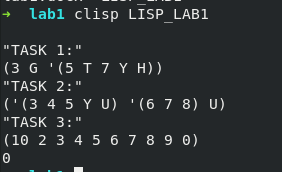 ➜  lab1 clisp LISP_LAB1
"TASK 1:"
(3 G '(5 T 7 Y H))
"TASK 2:"
('(3 4 5 Y U) '(6 7 8) U)
"TASK 3:"
(10 2 3 4 5 6 7 8 9 0)
0